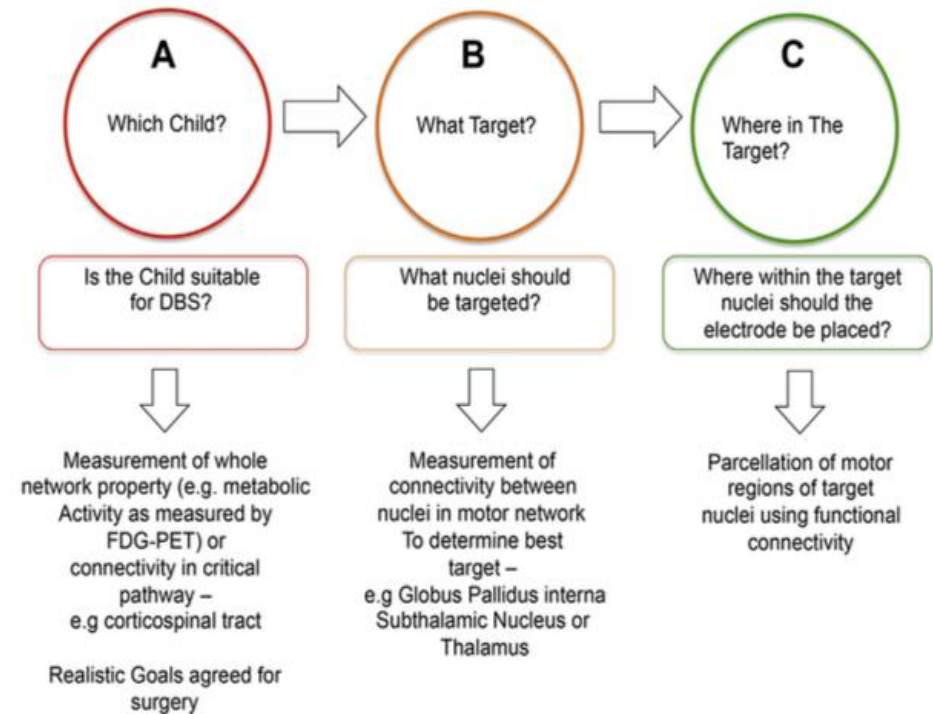 A
Which Child?
B
What Target?
C
Where in The
Target?
Is the Child suitable
for DBS?
What nuclei should
be targeted?
Where within the target
nuclei should the
electrode be placed?
Measurement of whole
network property (e.g. metabolic
Activity as measured by
FDG-PET) or
connectivity in critical
pathway –
e.g corticospinal tract
Realistic Goals agreed for
surgery
Measurement of
connectivity between
nuclei in motor network
To determine best
target –
e.g Globus Pallidus interna
Subthalamic Nucleus or
Thalamus
Parcellation of motor
regions of target
nuclei using functional
connectivity